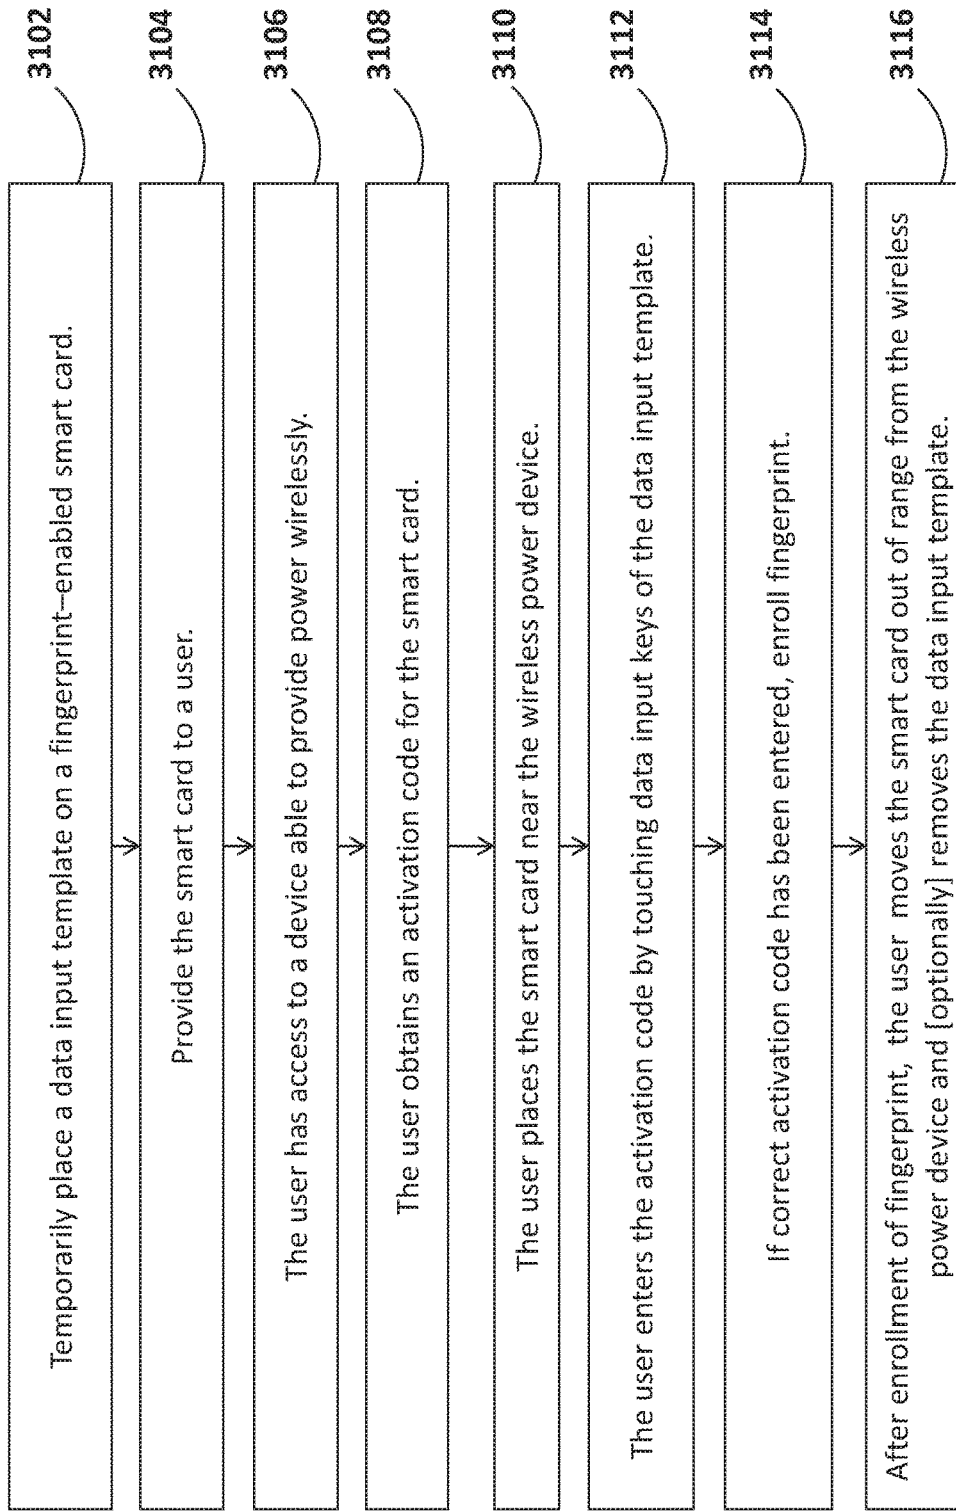 Temporarily place a data input template on a fingerprint–enabled smart card.
3102
Provide the smart card to a user.
3104
The user has access to a device able to provide power wirelessly.
3106
The user obtains an activation code for the smart card.
3108
The user places the smart card near the wireless power device.
3110
The user enters the activation code by touching data input keys of the data input template.
3112
If correct activation code has been entered, enroll fingerprint.
3114
After enrollment of fingerprint, the user moves the smart card out of range from the wireless
power device and [optionally] removes the data input template.
3116